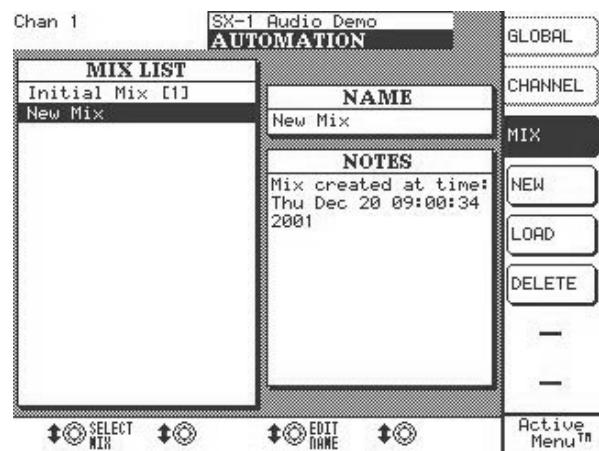 Chan 1
SX-1 Audio Demo
AUTOMATION
MIX LIST
Initial Mix [1]
New Mix
NAME
New Mix
NOTES
Mix created at time:
Thu Dec 20 09:00:34
2001
GLOBAL
CHANNEL
MIX
NEW
LOAD
DELETE
SELECT
MIX
EDIT
NAME
Active
Menu™